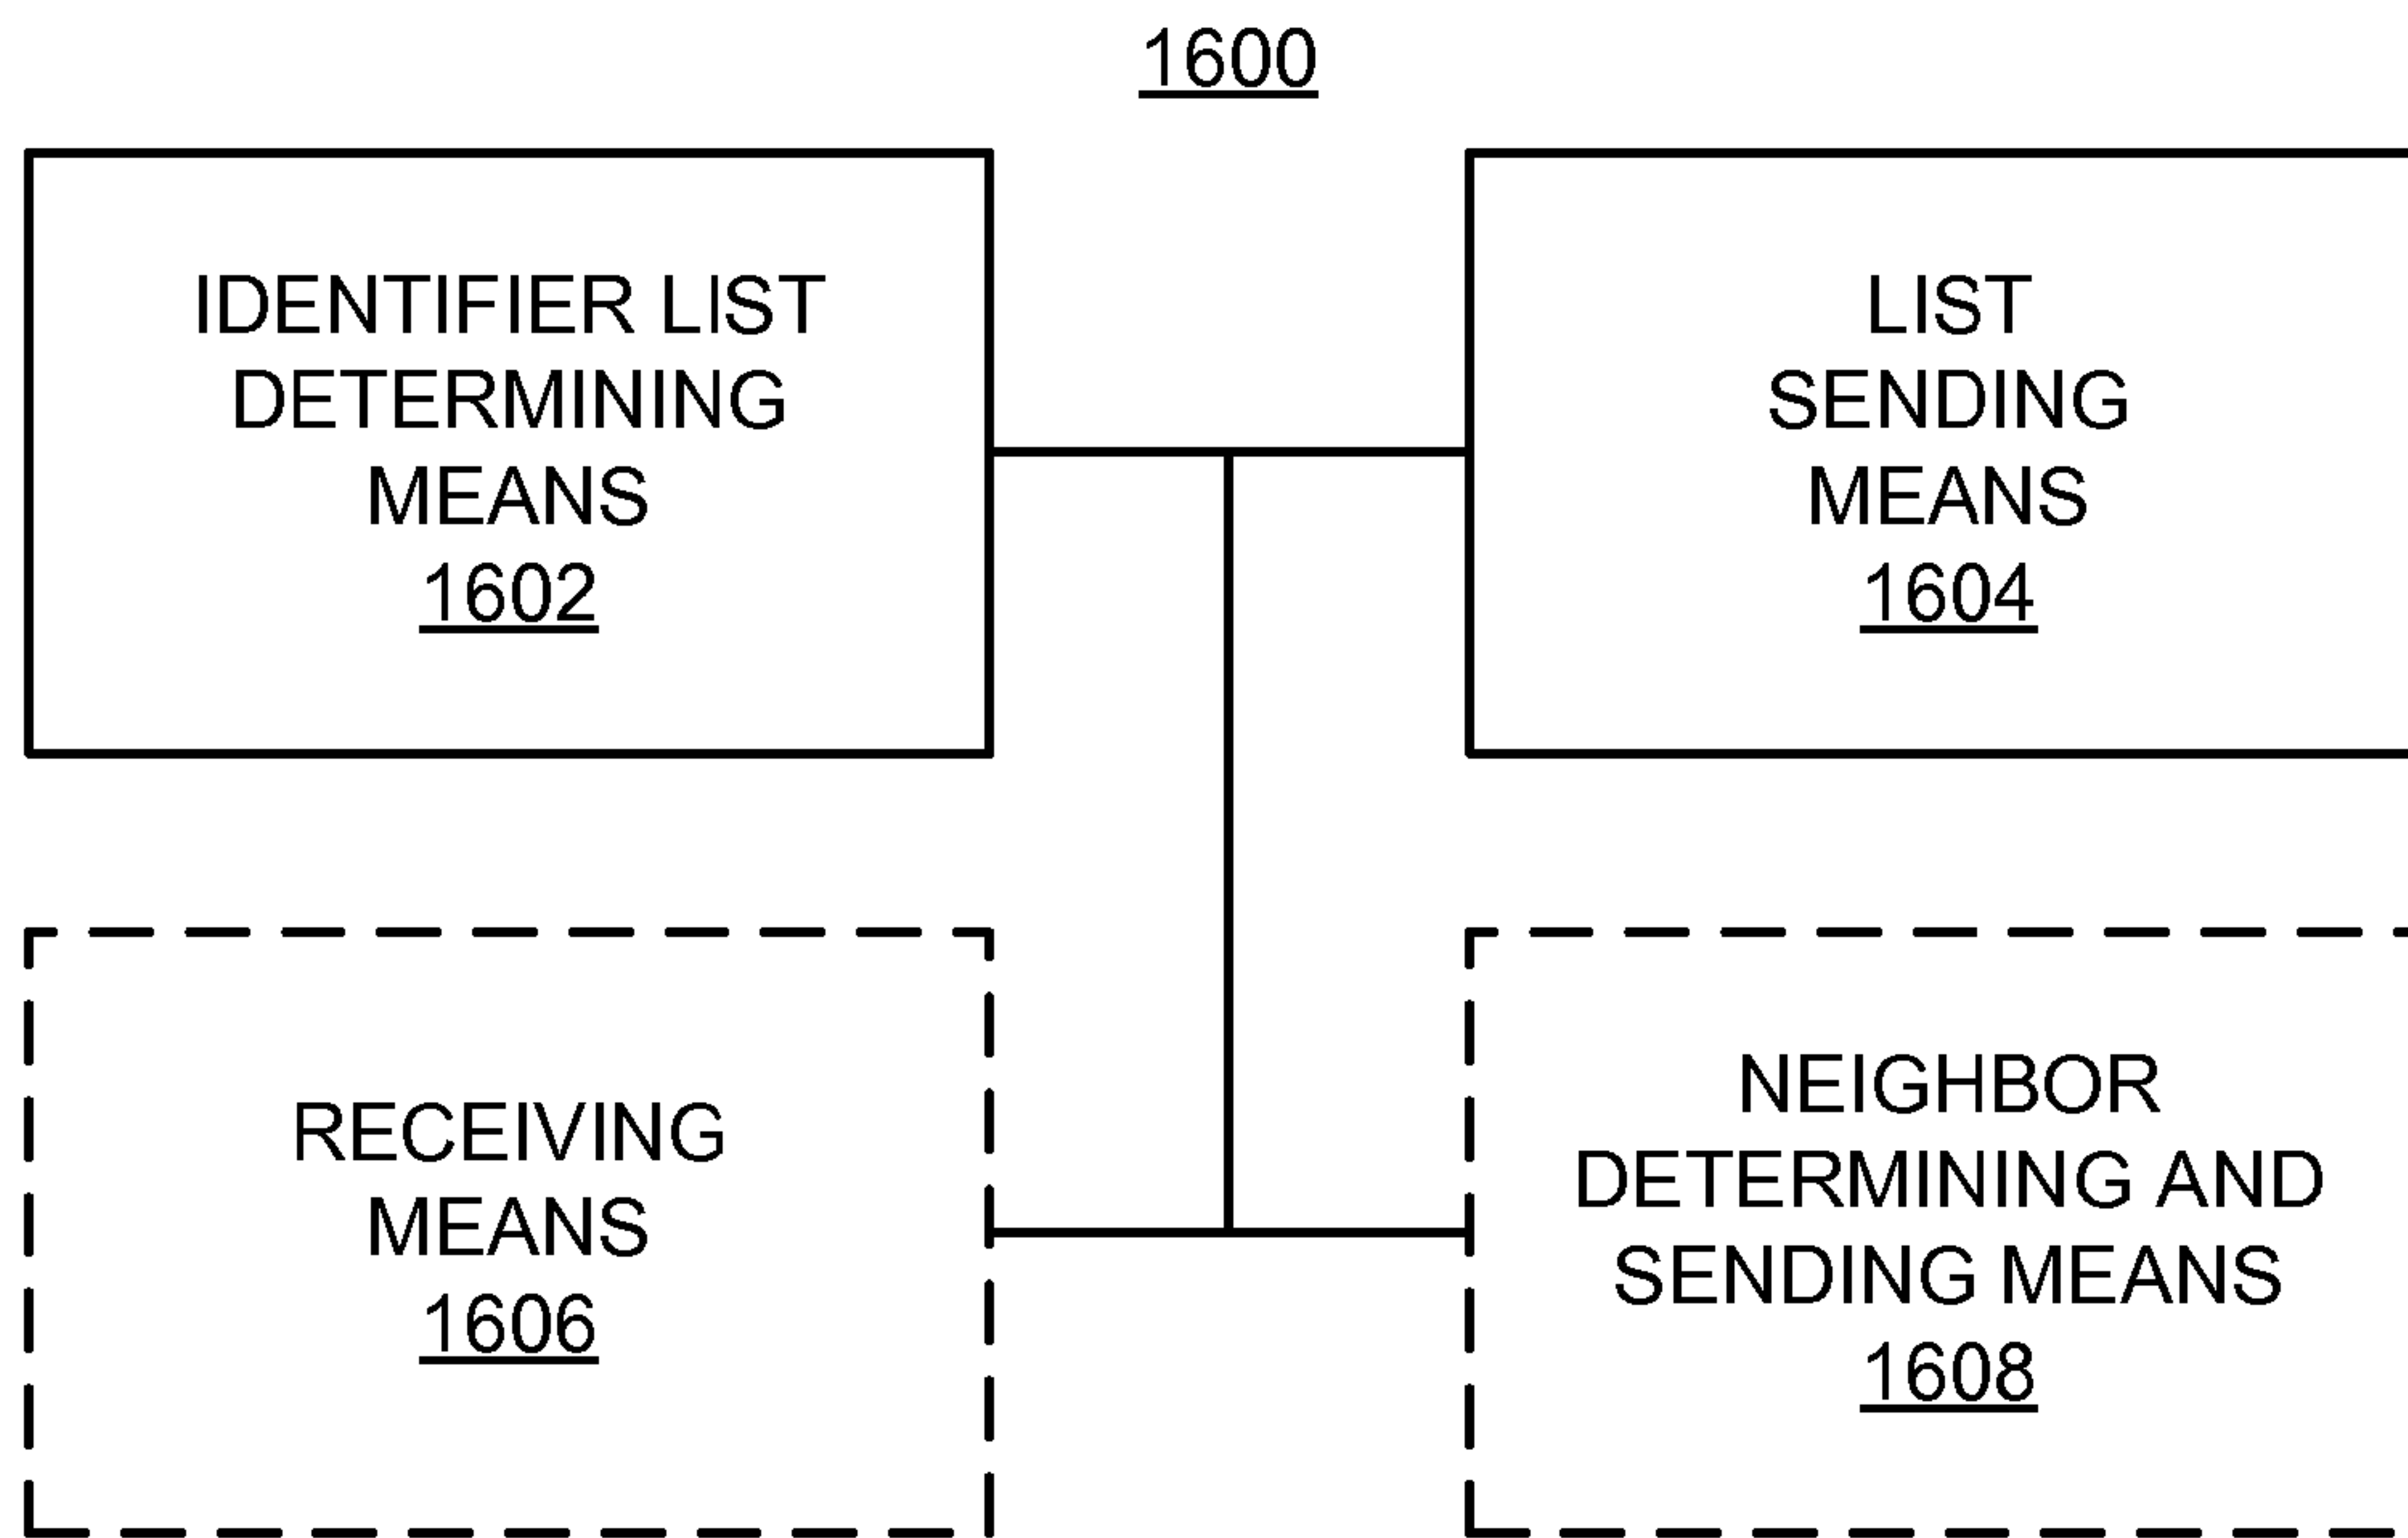 1600
IDENTIFIER LIST
DETERMINING
MEANS
1602
LIST
SENDING
MEANS
1604
RECEIVING
MEANS
1606
NEIGHBOR
DETERMINING AND
SENDING MEANS
1608